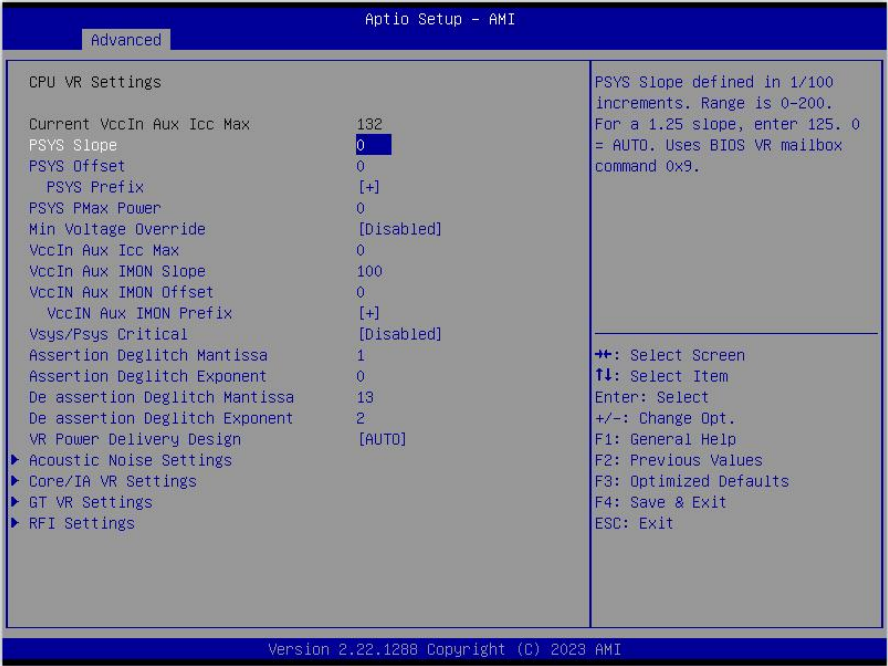 Aptio Setup - AMI
Advanced
CPU VR Settings
Current VccIn Aux Icc Max 132
PSYS Slope 0
PSYS Offset 0
PSYS Prefix [+]
PSYS PMax Power 0
Min Voltage Override [Disabled]
VccIn Aux Icc Max 0
VccIn Aux IMON Slope 100
VccIN Aux IMON Offset 0
VccIN Aux IMON Prefix [+]
Vsys/Psys Critical [Disabled]
Assertion Deglitch Mantissa 1
Assertion Deglitch Exponent 0
De assertion Deglitch Mantissa 13
De assertion Deglitch Exponent 2
VR Power Delivery Design [AUTO]
Acoustic Noise Settings
Core/IA VR Settings
GT VR Settings
RFI Settings
PSYS Slope defined in 1/100
increments. Range is 0-200.
For a 1.25 slope, enter 125. 0
= AUTO. Uses BIOS VR mailbox
command 0x9.
→←: Select Screen
↑↓: Select Item
Enter: Select
+/-: Change Opt.
F1: General Help
F2: Previous Values
F3: Optimized Defaults
F4: Save & Exit
ESC: Exit
Version 2.22.1288 Copyright (C) 2023 AMI